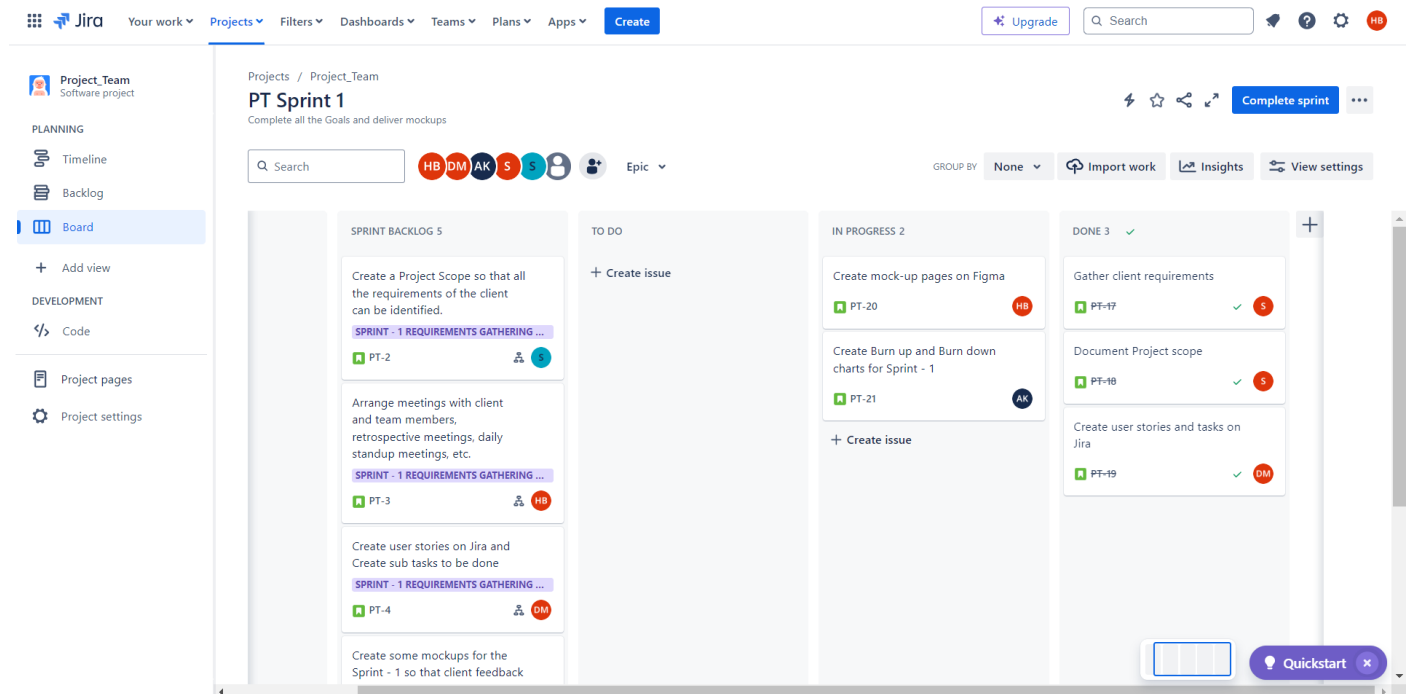 Jira
Your work
Projects
Filters
Dashboards
Teams
Plans
Apps
Create
Upgrade
Search
HB
Project_Team
Software project
PLANNING
Timeline
Backlog
Board
Add view
DEVELOPMENT
Code
Project pages
Project settings
Projects / Project_Team
PT Sprint 1
Complete all the Goals and deliver mockups
Complete sprint
Search
HB DM AK S S
Epic
GROUP BY
None
Import work
Insights
View settings
SPRINT BACKLOG 5
Create a Project Scope so that all
the requirements of the client
can be identified.
SPRINT - 1 REQUIREMENTS GATHERING ...
PT-2
S
Arrange meetings with client
and team members,
retrospective meetings, daily
standup meetings, etc.
SPRINT - 1 REQUIREMENTS GATHERING ...
PT-3
HB
Create user stories on Jira and
Create sub tasks to be done
SPRINT - 1 REQUIREMENTS GATHERING ...
PT-4
DM
Create some mockups for the
Sprint - 1 so that client feedback
TO DO
+ Create issue
IN PROGRESS 2
Create mock-up pages on Figma
PT-20
HB
Create Burn up and Burn down
charts for Sprint - 1
PT-21
AK
+ Create issue
DONE 3
Gather client requirements
PT-17
S
Document Project scope
PT-18
S
Create user stories and tasks on
Jira
PT-19
DM
Quickstart